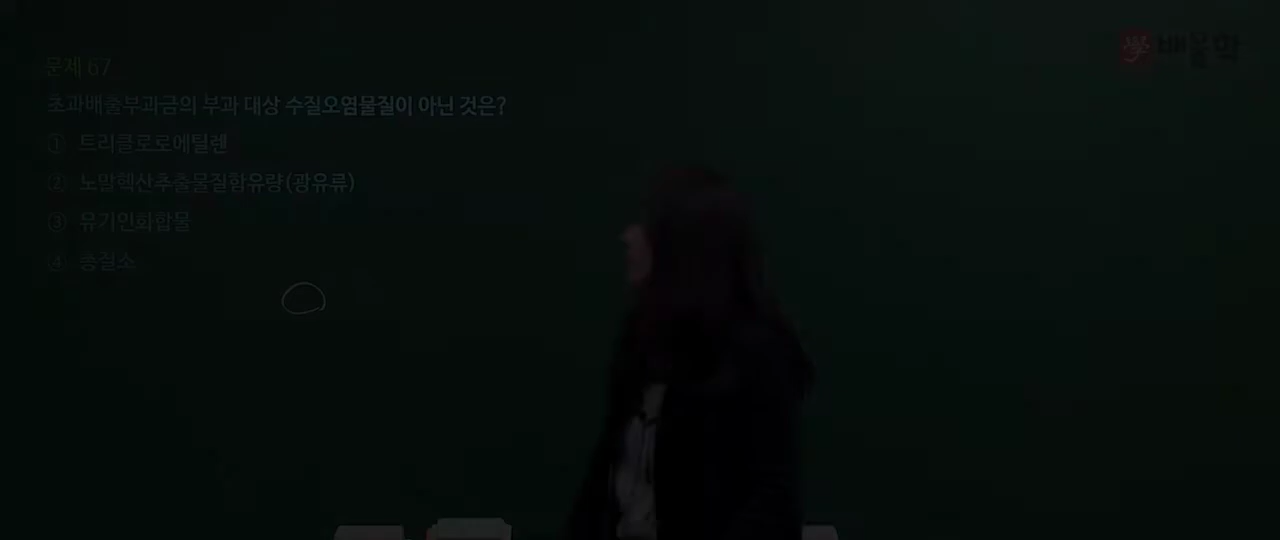 배울학
문제 67
초과배출부과금의 부과 대상 수질오염물질이 아닌 것은?
① 트리클로로에틸렌
② 노말헥산추출물질함유량(광유류)
③ 유기인화합물
④ 총질소